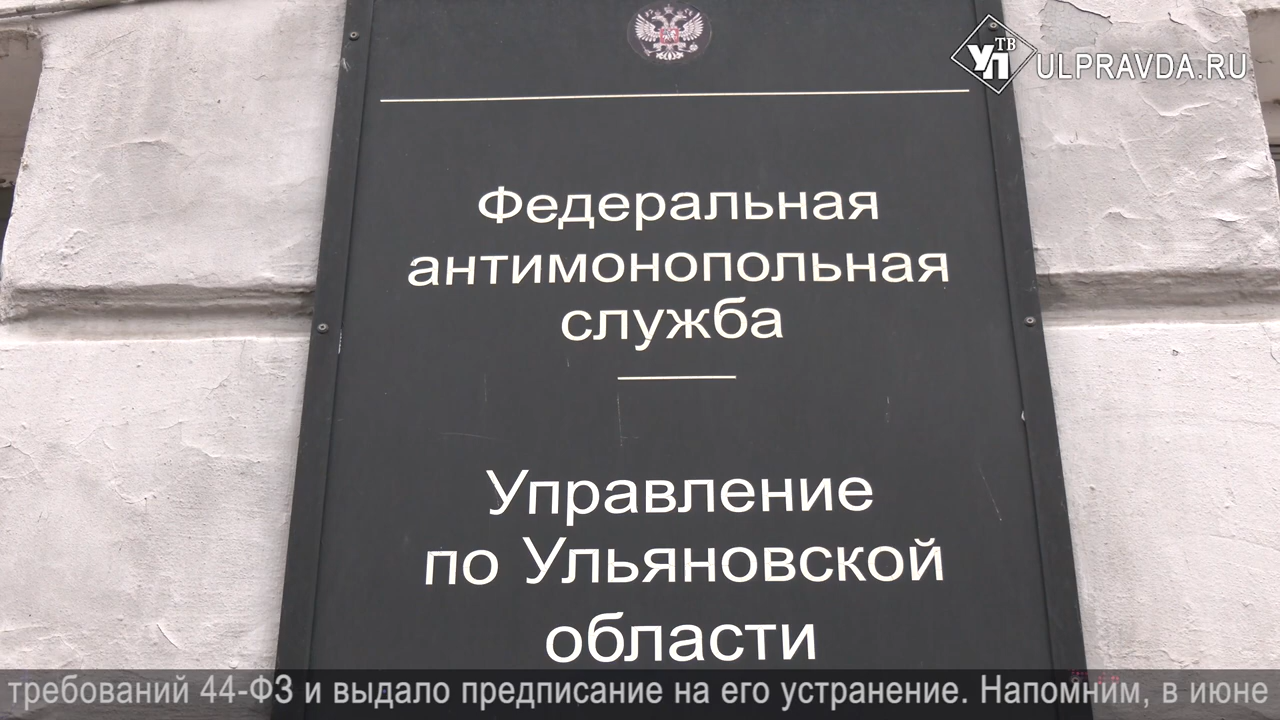 УП ТВ ULPRAVDA.RU
Федеральная
антимонопольная
служба
Управление
по Ульяновской
области
требований 44-ФЗ и выдало предписание на его устранение. Напомним, в июне